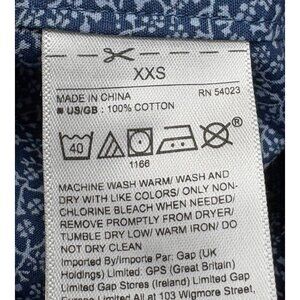 XXS
MADE IN CHINA RN 54023
■ US/GB : 100% COTTON
40
1166
MACHINE WASH WARM/ WASH AND
DRY WITH LIKE COLORS/ ONLY NON-
CHLORINE BLEACH WHEN NEEDED/
REMOVE PROMPTLY FROM DRYER/
TUMBLE DRY LOW/ WARM IRON/ DO
NOT DRY CLEAN
Imported By/Importe Par: Gap (UK
Holdings) Limited. GPS (Great Britain)
Limited Gap Stores (Ireland) Limited Gap
Europe Limited All at 103 Wigmore Street,